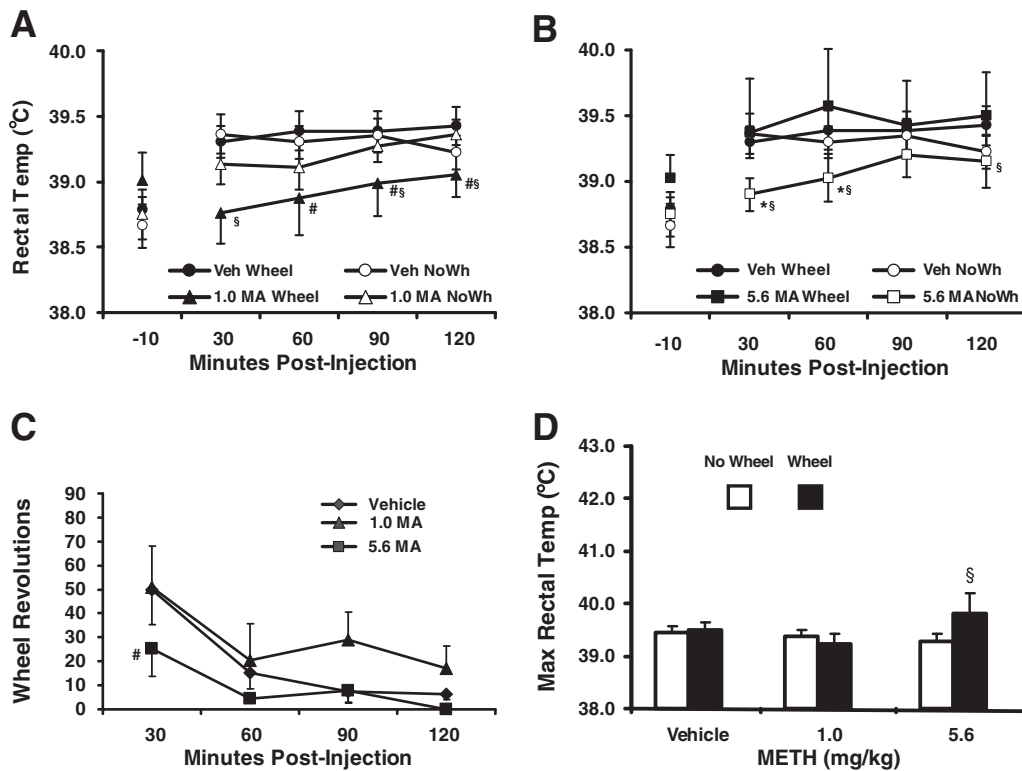 A
40.0
39.5
39.0
38.5
38.0
Rectal Temp (°C)
§
#
#§
#§
Veh Wheel
Veh NoWh
1.0 MA Wheel
1.0 MA NoWh
-10
30
60
90
120
Minutes Post-Injection
B
40.0
39.5
39.0
38.5
38.0
*§
*§
§
Veh Wheel
Veh NoWh
5.6 MA Wheel
5.6 MANoWh
-10
30
60
90
120
Minutes Post-Injection
C
90
80
70
60
50
40
30
20
10
0
Wheel Revolutions
Vehicle
1.0 MA
5.6 MA
#
30
60
90
120
Minutes Post-Injection
D
43.0
42.0
41.0
40.0
39.0
38.0
Max Rectal Temp (°C)
No Wheel
Wheel
§
Vehicle
1.0
5.6
METH (mg/kg)